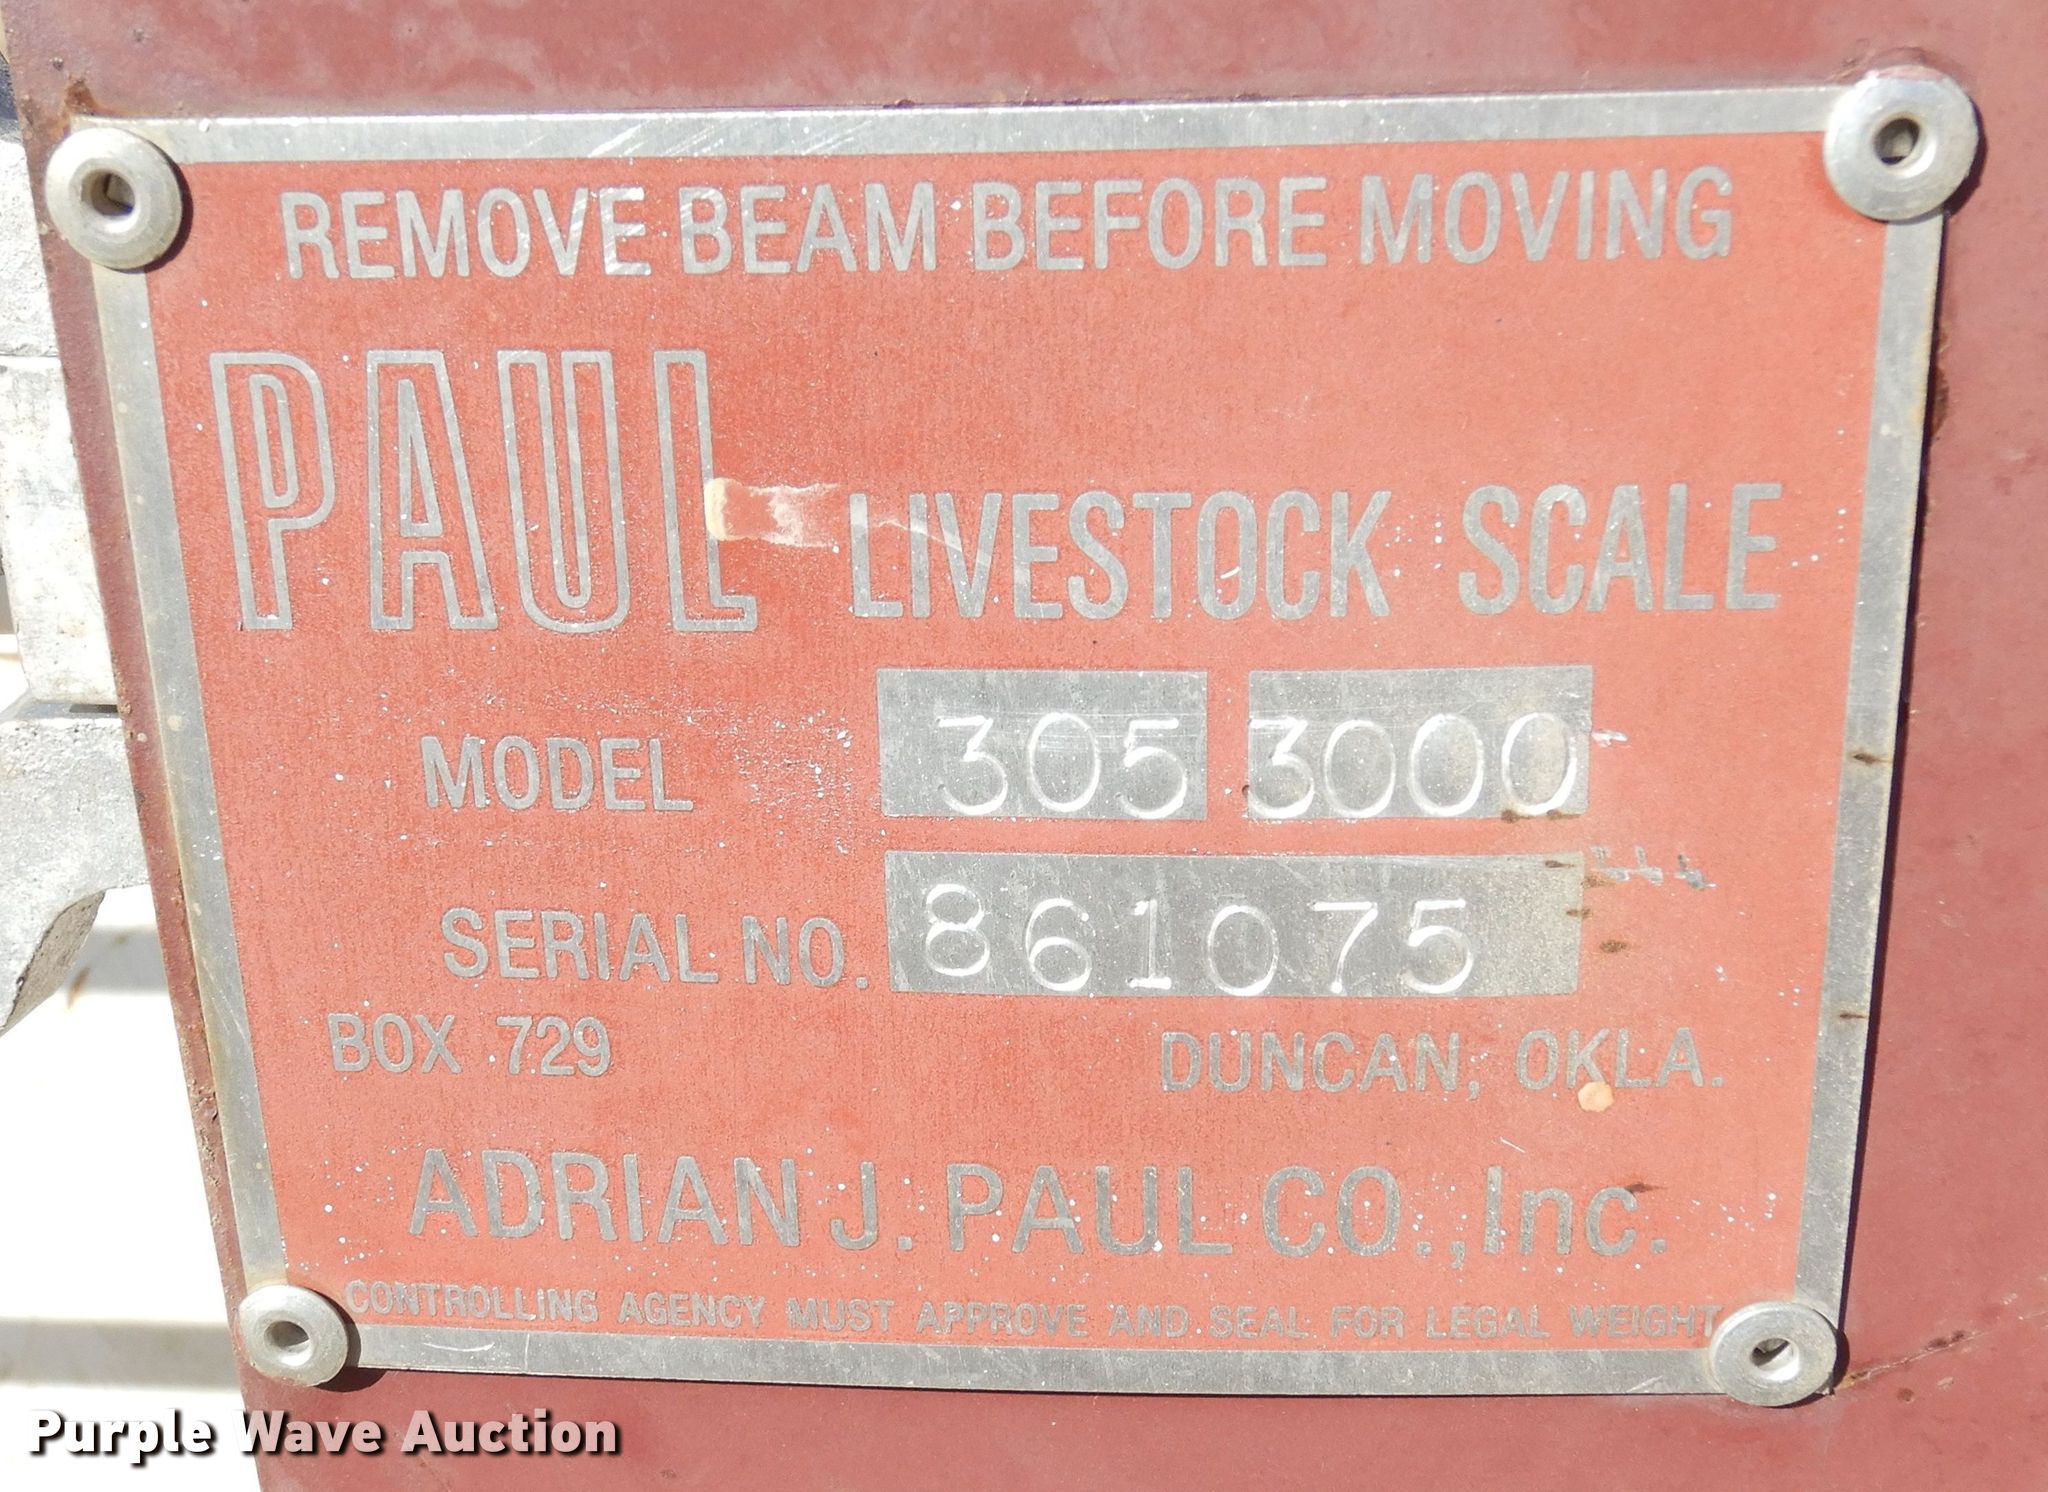 REMOVE BEAM BEFORE MOVING
PAUL LIVESTOCK SCALE
MODEL 305 3000
SERIAL NO. 861075
BOX 729 DUNCAN, OKLA.
ADRIAN J. PAUL CO., Inc.
CONTROLLING AGENCY MUST APPROVE AND SEAL FOR LEGAL WEIGHT
Purple Wave Auction